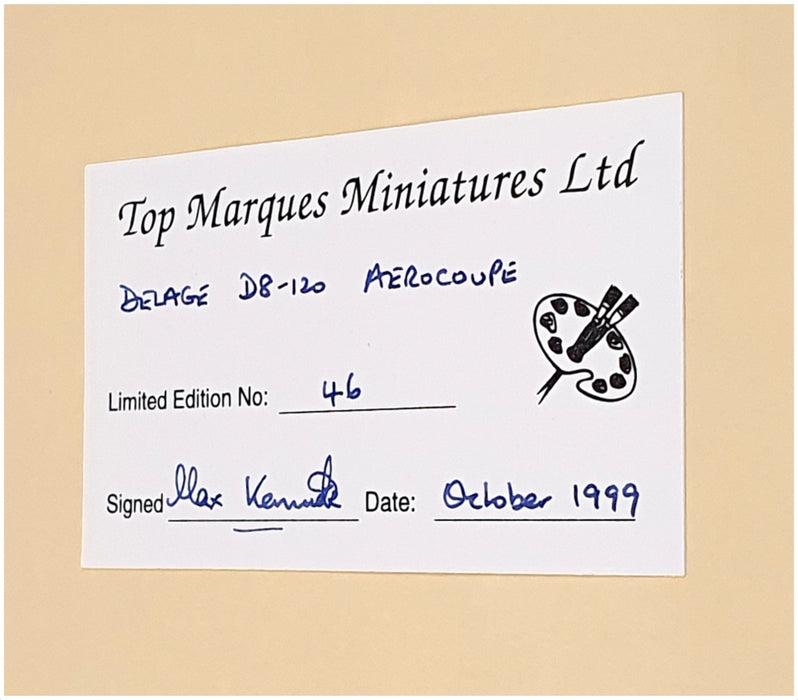 Top Marques Miniatures Ltd
DELAGE D8-120 AEROCOUPE
Limited Edition No: 46
Signed Max Date: October 1999